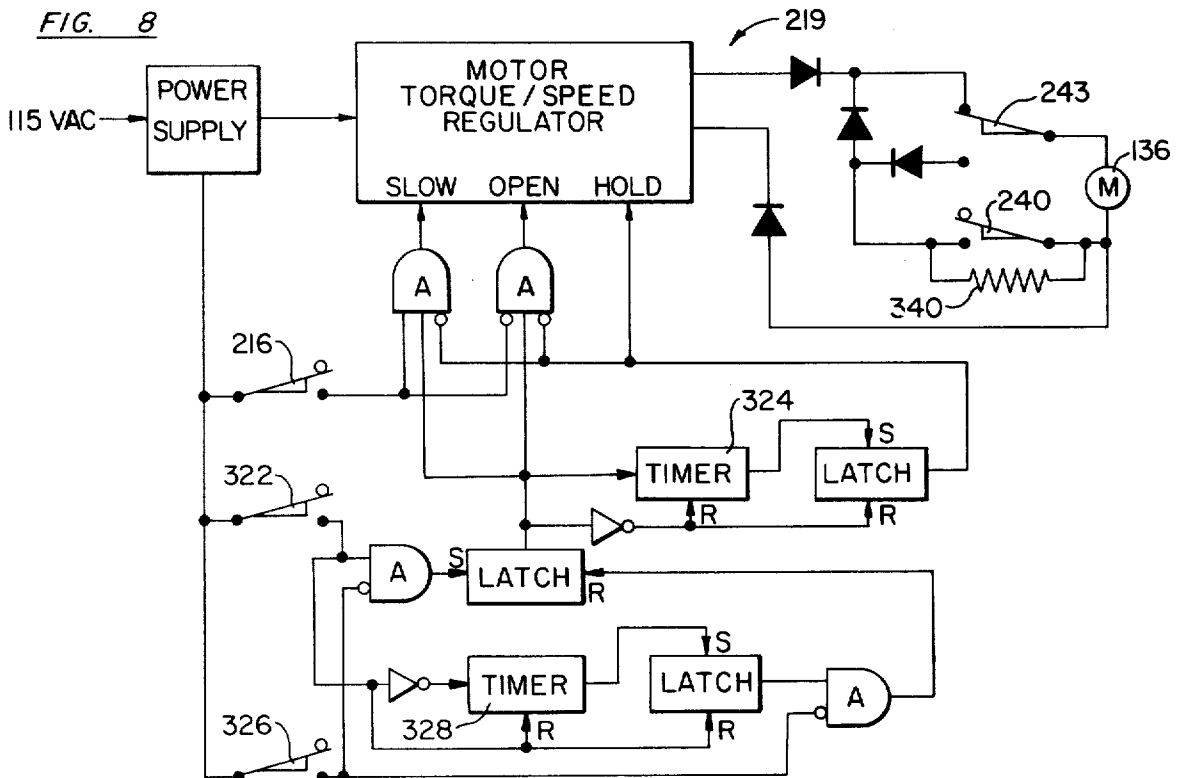 FIG. 8
219
POWER
SUPPLY
115 VAC
MOTOR
TORQUE/SPEED
REGULATOR
SLOW OPEN HOLD
243
136
M
240
340
A
A
216
324
S
TIMER
LATCH
R
R
322
A
S
LATCH
R
S
TIMER
LATCH
A
328
R
R
326